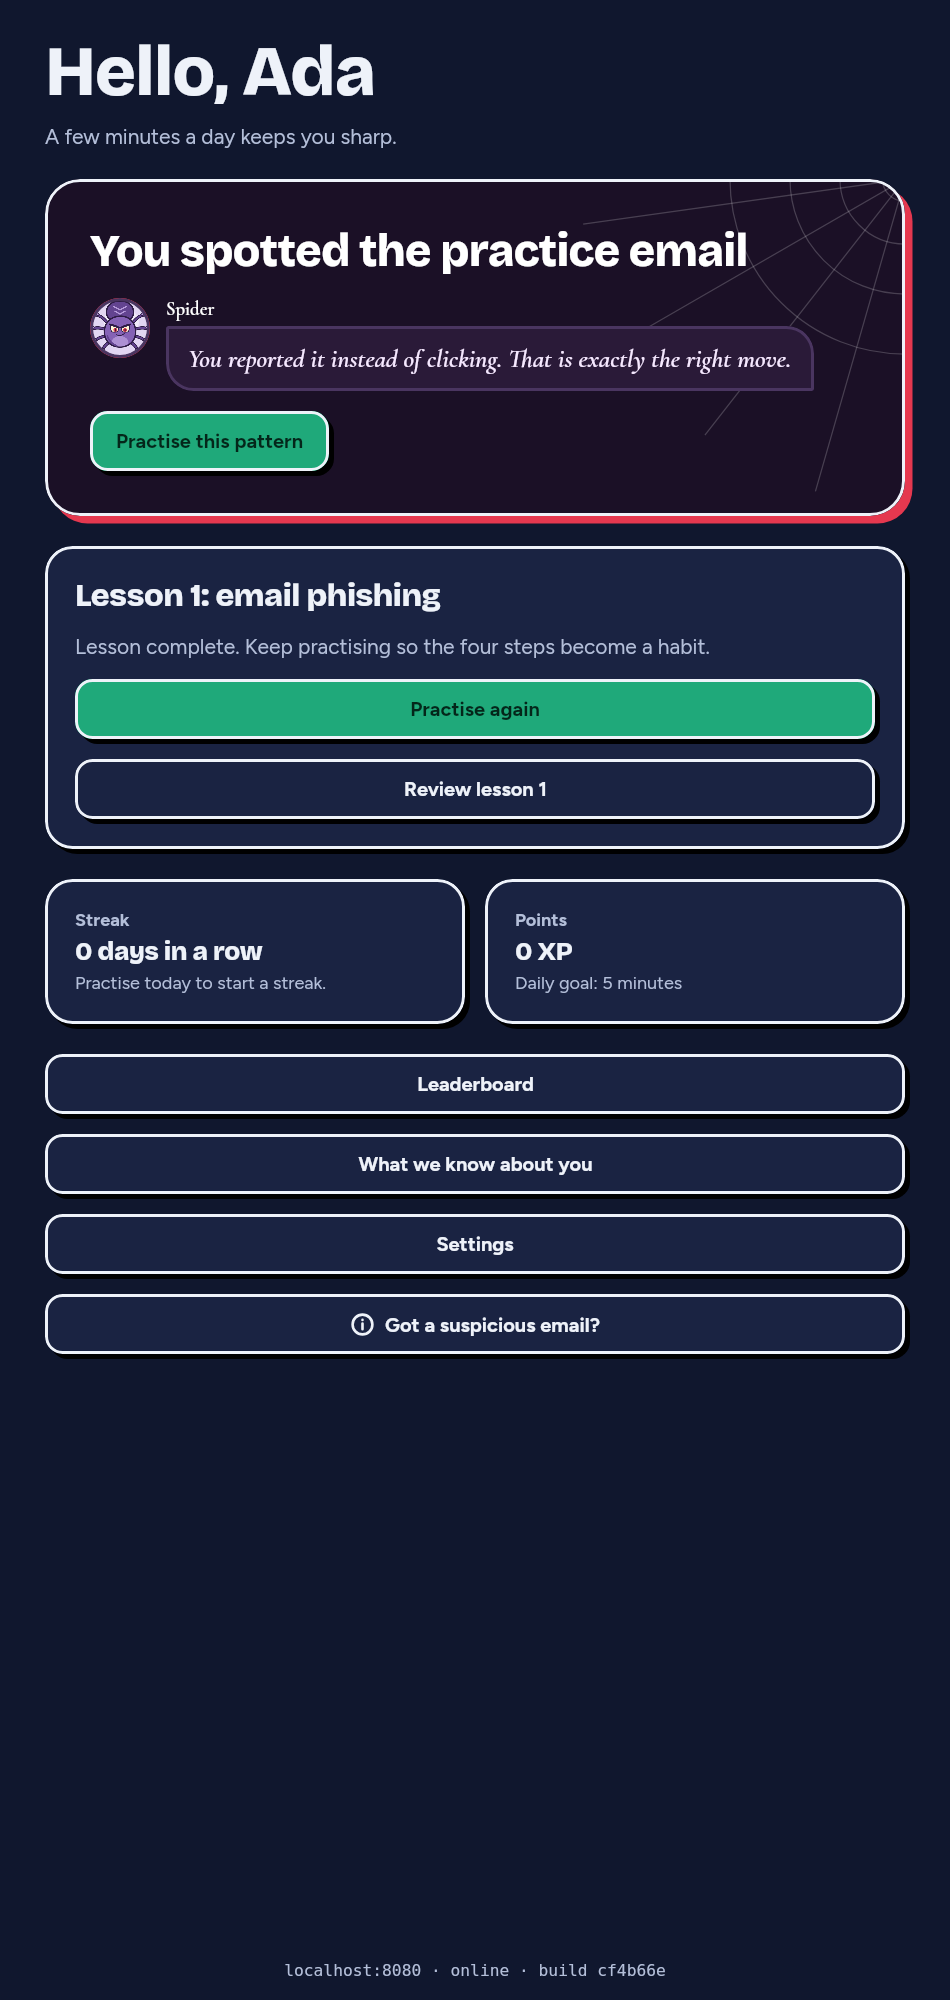 Hello, Ada
A few minutes a day keeps you sharp.
You spotted the practice email
Spider
You reported it instead of clicking. That is exactly the right move.
Practise this pattern
Lesson 1: email phishing
Lesson complete. Keep practising so the four steps become a habit.
Practise again
Review lesson 1
Streak
0 days in a row
Practise today to start a streak.
Points
0 XP
Daily goal: 5 minutes
Leaderboard
What we know about you
Settings
Got a suspicious email?
localhost:8080 · online · build cf4b66e